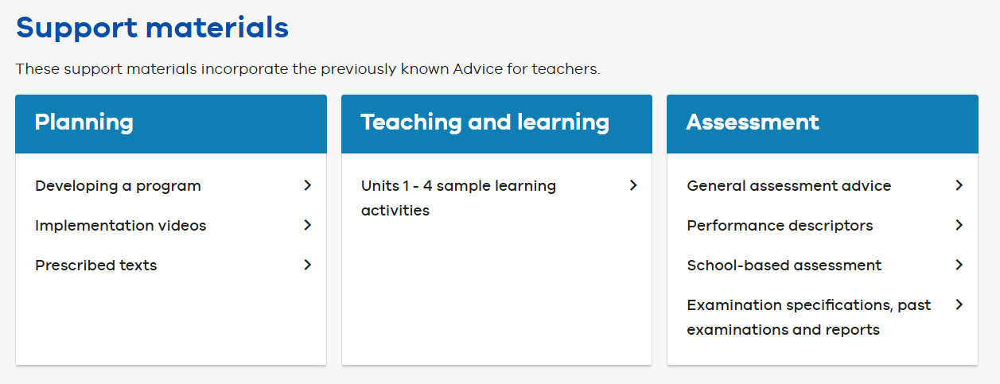 Support materials
These support materials incorporate the previously known Advice for teachers.
Planning
Developing a program
Implementation videos
Prescribed texts
Teaching and learning
Units 1 - 4 sample learning
activities
Assessment
General assessment advice
Performance descriptors
School-based assessment
Examination specifications, past
examinations and reports